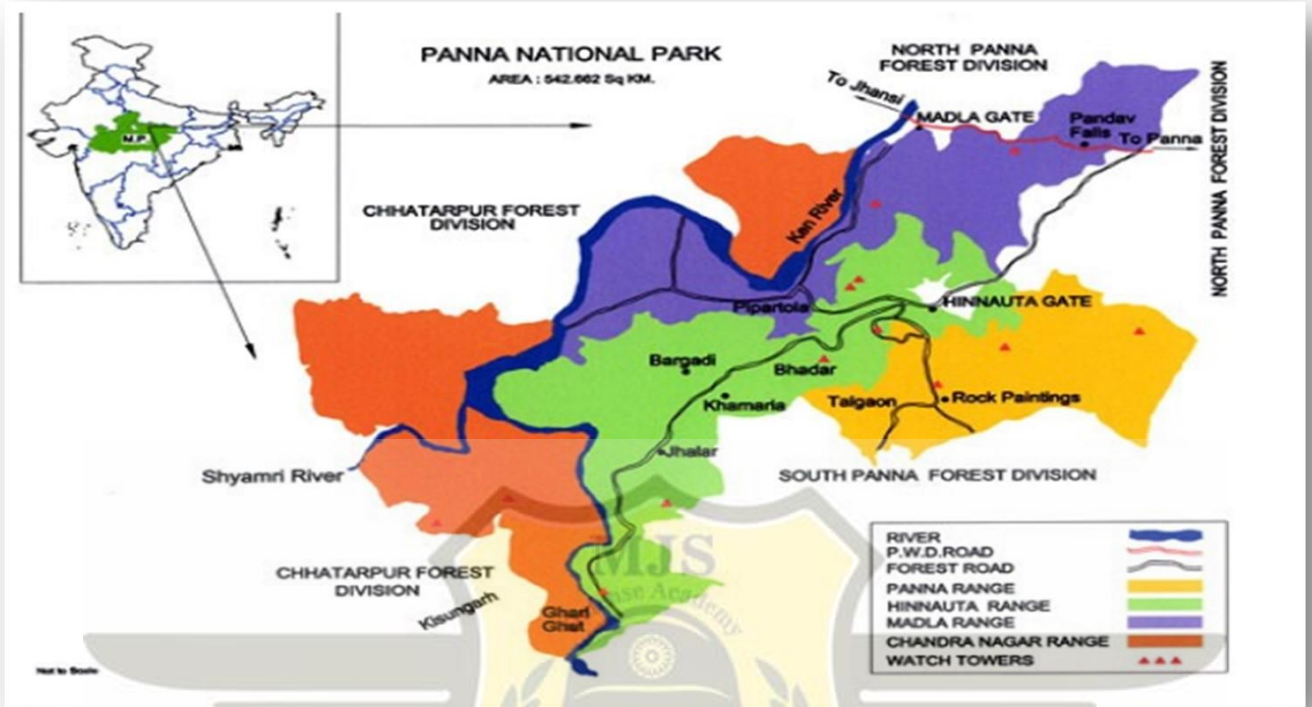 PANNA NATIONAL PARK
AREA : 542.662 Sq KM.
M.P.
NORTH PANNA
FOREST DIVISION
To Jhansi
MADLA GATE
Pandav
Falls
To Panna
NORTH PANNA FOREST DIVISION
CHHATARPUR FOREST
DIVISION
Ken River
Pipartola
HINNAUTA GATE
Bargadi
Bhadar
Khamaria
Talgaon
Rock Paintings
Jhalar
Shyamri River
SOUTH PANNA FOREST DIVISION
MJS
Academy
CHHATARPUR FOREST
DIVISION
Kisungarh
Ghari
Ghat
RIVER
P.W.D.ROAD
FOREST ROAD
PANNA RANGE
HINNAUTA RANGE
MADLA RANGE
CHANDRA NAGAR RANGE
WATCH TOWERS
Not to Scale